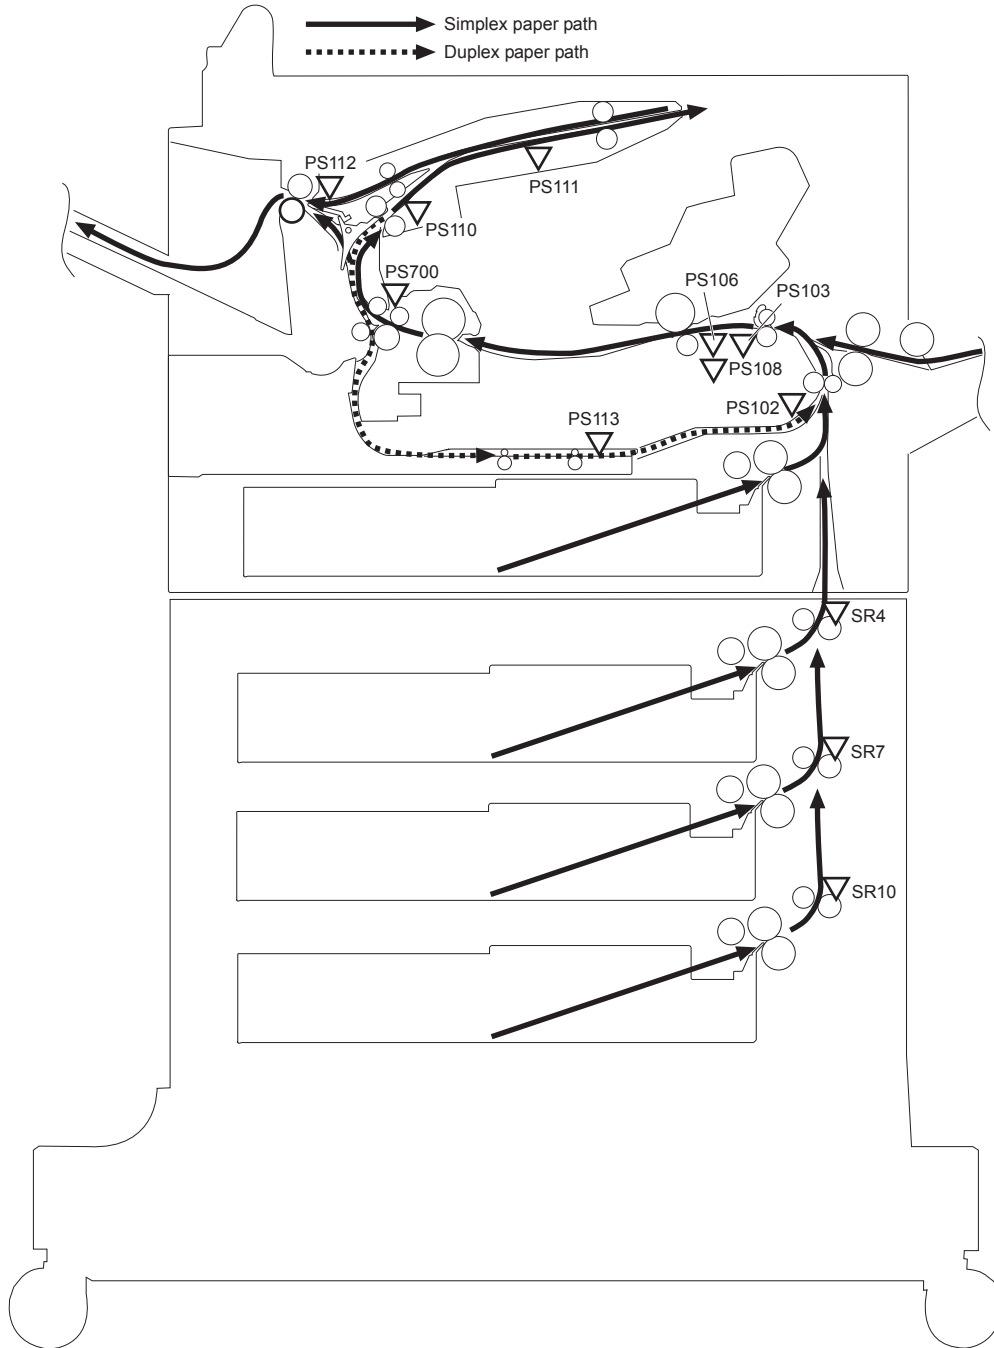 Simplex paper path
Duplex paper path
PS112
PS111
PS110
PS700
PS106
PS103
PS108
PS102
PS113
SR4
SR7
SR10